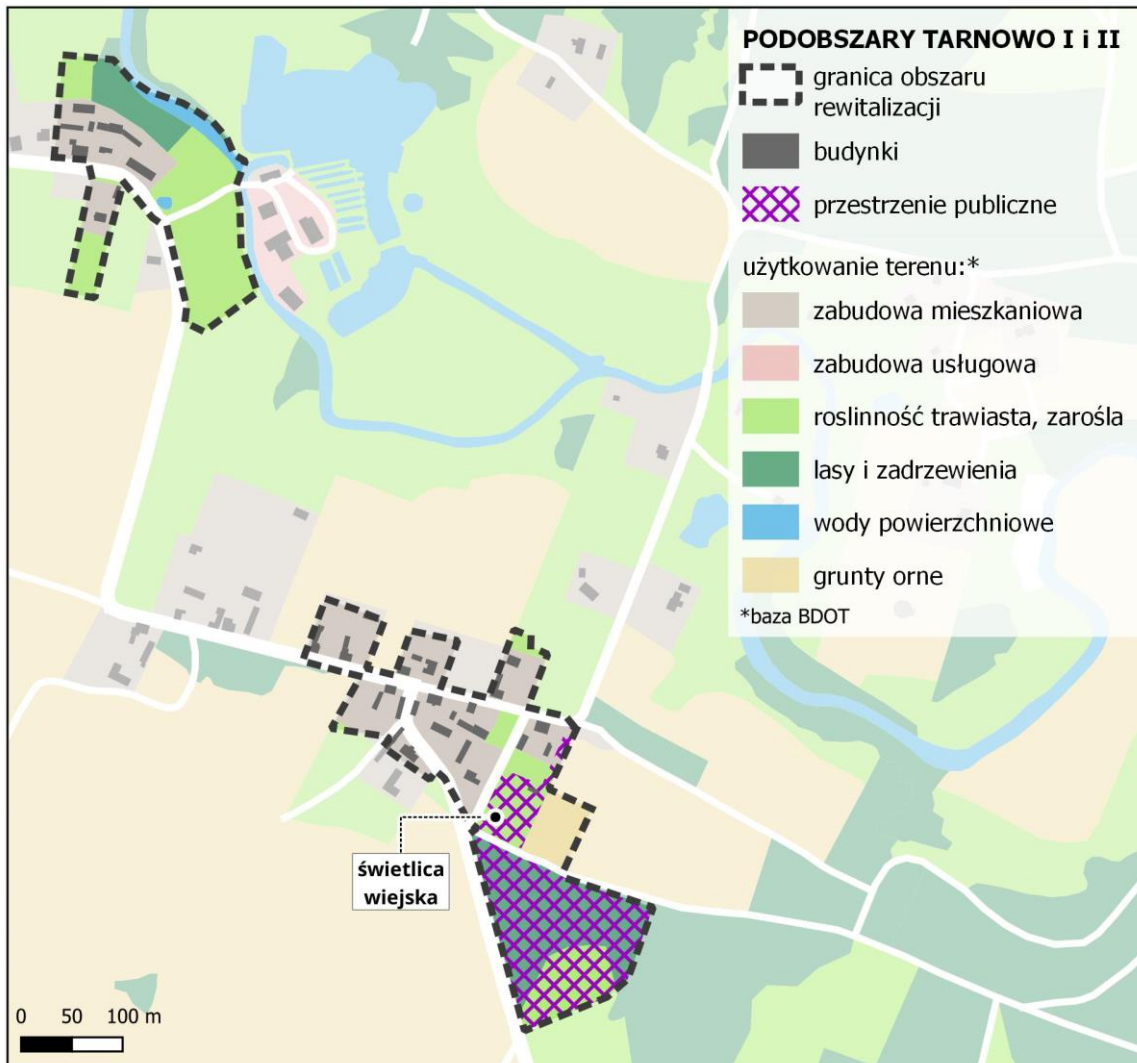 PODOBSZARY TARNOWO I i II
granica obszaru
rewitalizacji
budynki
przestrzenie publiczne
użytkowanie terenu:*
zabudowa mieszkaniowa
zabudowa usługowa
roslinność trawiasta, zarośla
lasy i zadrzewienia
wody powierzchniowe
grunty orne
*baza BDOT
świetlica
wiejska
0 50 100 m